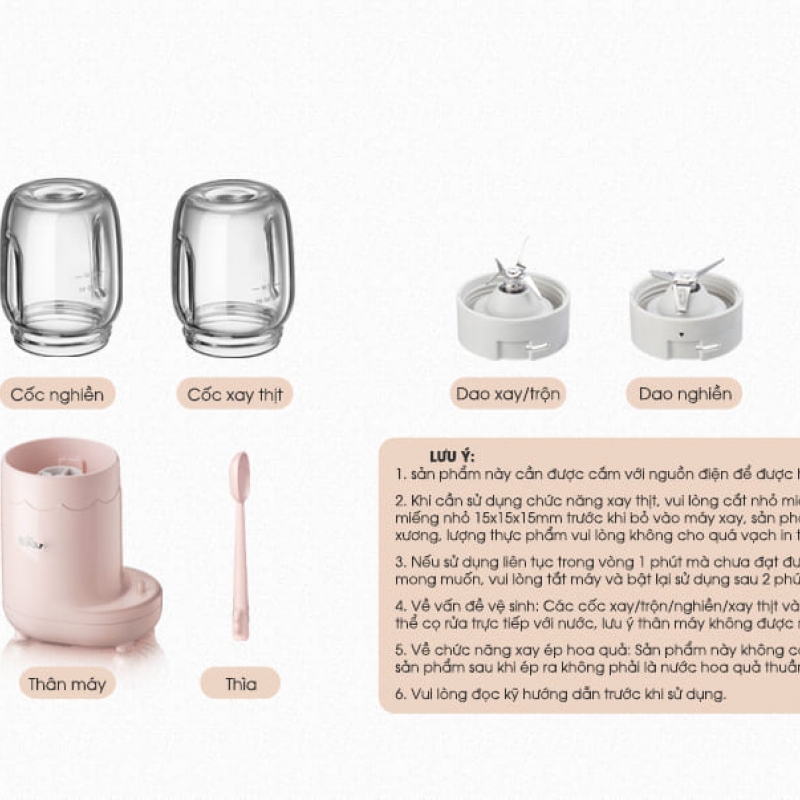 Cốc nghiền
Cốc xay thịt
Dao xay/trộn
Dao nghiền
Thân máy
Thìa
LƯU Ý:
1. sản phẩm này cần được cắm với nguồn điện để được
2. Khi cần sử dụng chức năng xay thịt, vui lòng cắt nhỏ
miếng nhỏ 15x15x15mm trước khi bỏ vào máy xay, sản
xương, lượng thực phẩm vui lòng không cho quá vạch in
3. Nếu sử dụng liên tục trong vòng 1 phút mà chưa đạt
mong muốn, vui lòng tắt máy và bật lại sử dụng sau 2
4. Về vấn đề vệ sinh: Các cốc xay/trộn/nghiền/xay thịt và
thể cọ rửa trực tiếp với nước, lưu ý thân máy không được
5. Về chức năng xay ép hoa quả: Sản phẩm này không
sản phẩm sau khi ép ra không phải là nước hoa quả
6. Vui lòng đọc kỹ hướng dẫn trước khi sử dụng.